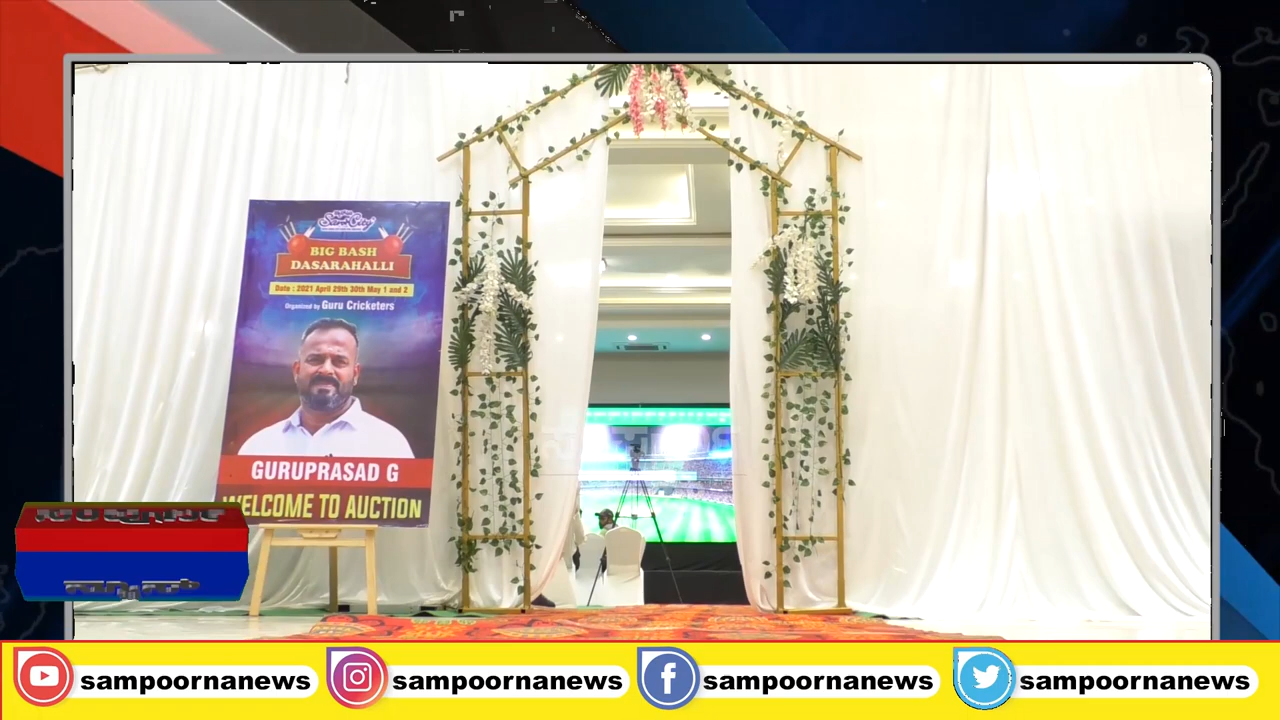 BIG BASH
DASARAHALLI
Date : 2021 April 29th 30th May 1 and 2
Organized by Guru Cricketers
GURUPRASAD G
WELCOME TO AUCTION
sampoornanews sampoornanews sampoornanews sampoornanews